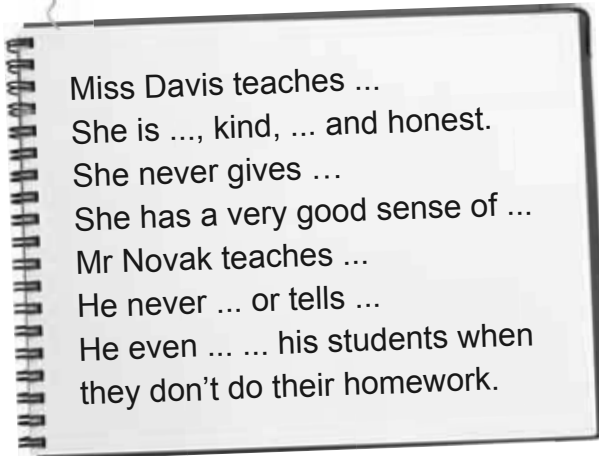 Miss Davis teaches ...
She is ..., kind, ... and honest.
She never gives …
She has a very good sense of ...
Mr Novak teaches ...
He never ... or tells ...
He even ... ... his students when
they don’t do their homework.